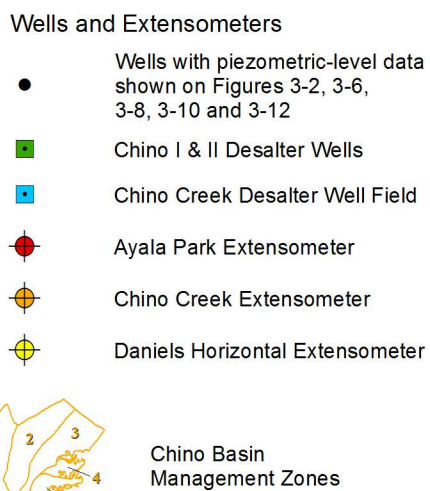 Wells and Extensometers
Wells with piezometric-level data
shown on Figures 3-2, 3-6,
3-8, 3-10 and 3-12
Chino I & II Desalter Wells
Chino Creek Desalter Well Field
Ayala Park Extensometer
Chino Creek Extensometer
Daniels Horizontal Extensometer
2
3
4
Chino Basin
Management Zones